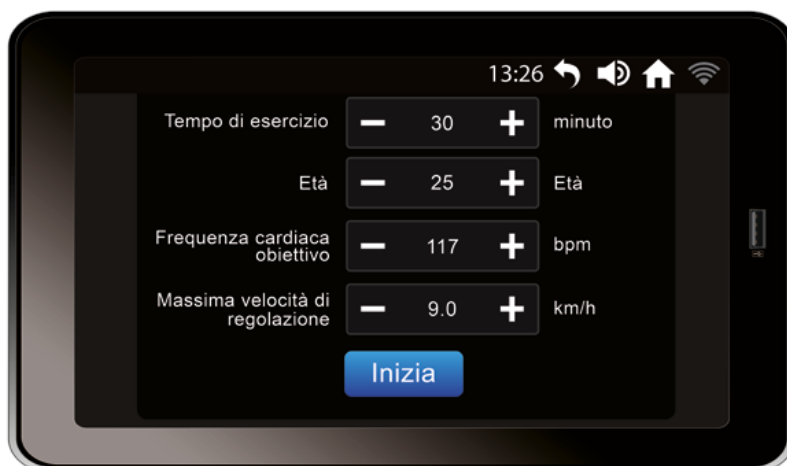 13:26
Tempo di esercizio 30 minuto
Età 25 Età
Frequenza cardiaca
obiettivo 117 bpm
Massima velocità di
regolazione 9.0 km/h
Inizia